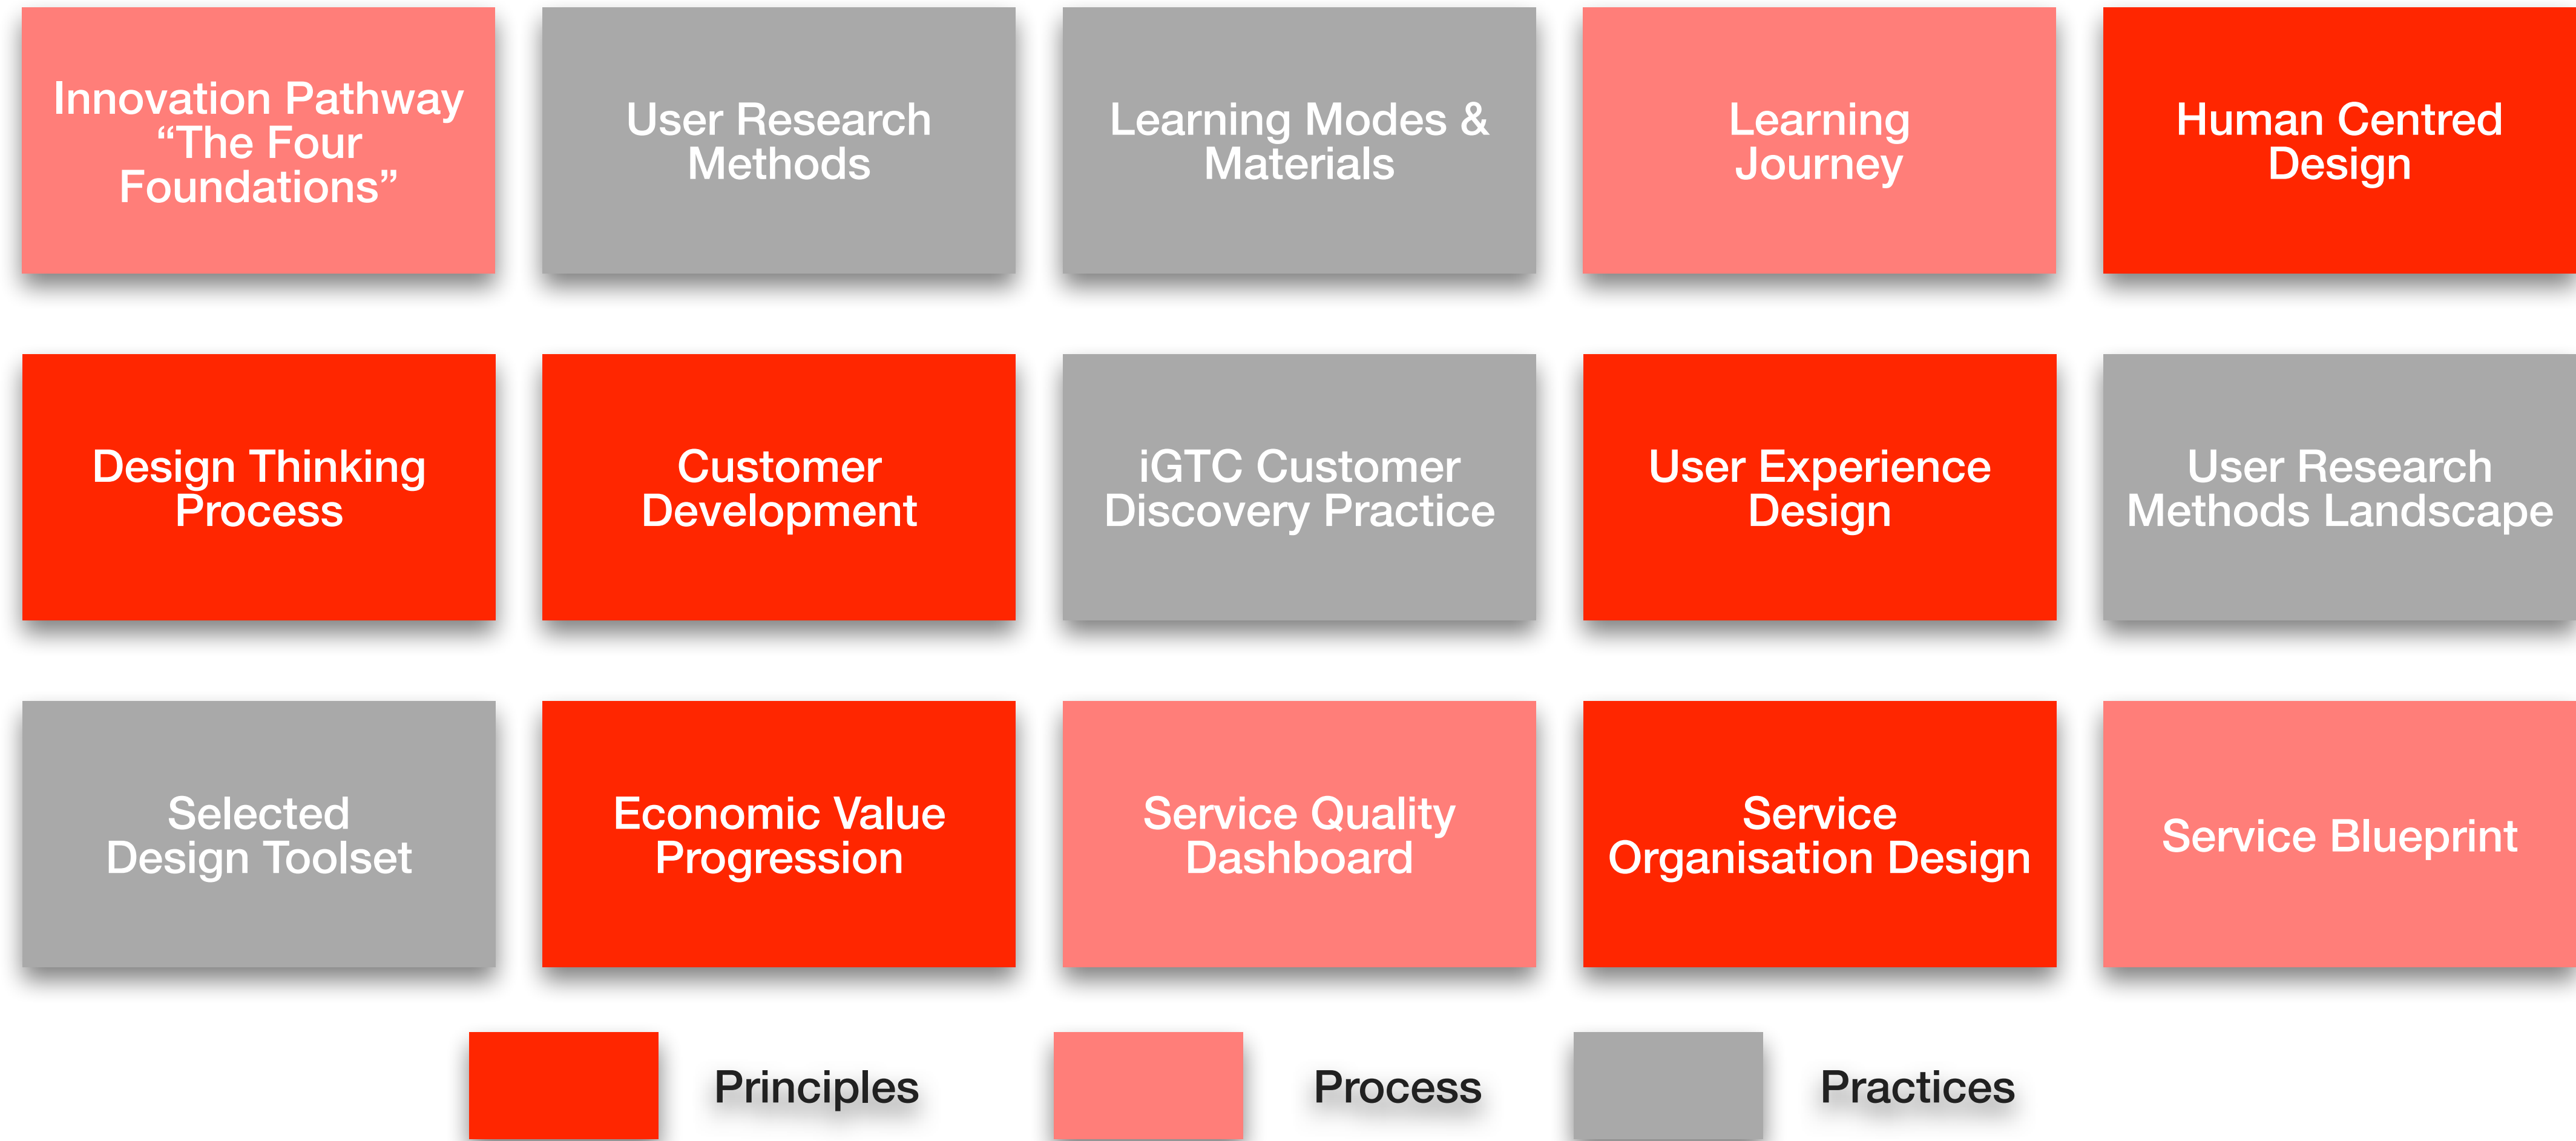 Innovation Pathway
“The Four
Foundations”
User Research
Methods
Learning Modes &
Materials
Learning
Journey
Human Centred
Design
Design Thinking
Process
Customer
Development
iGTC Customer
Discovery Practice
User Experience
Design
User Research
Methods Landscape
Selected
Design Toolset
Economic Value
Progression
Service Quality
Dashboard
Service
Organisation Design
Service Blueprint
Principles
Process
Practices